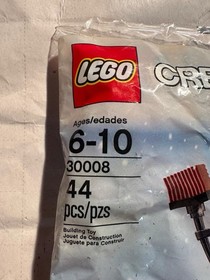 LEGO
CRE
Ages/edades
6-10
30008
44
pcs/pzs
Building Toy
Jouet de Construction
Juguete para Construir